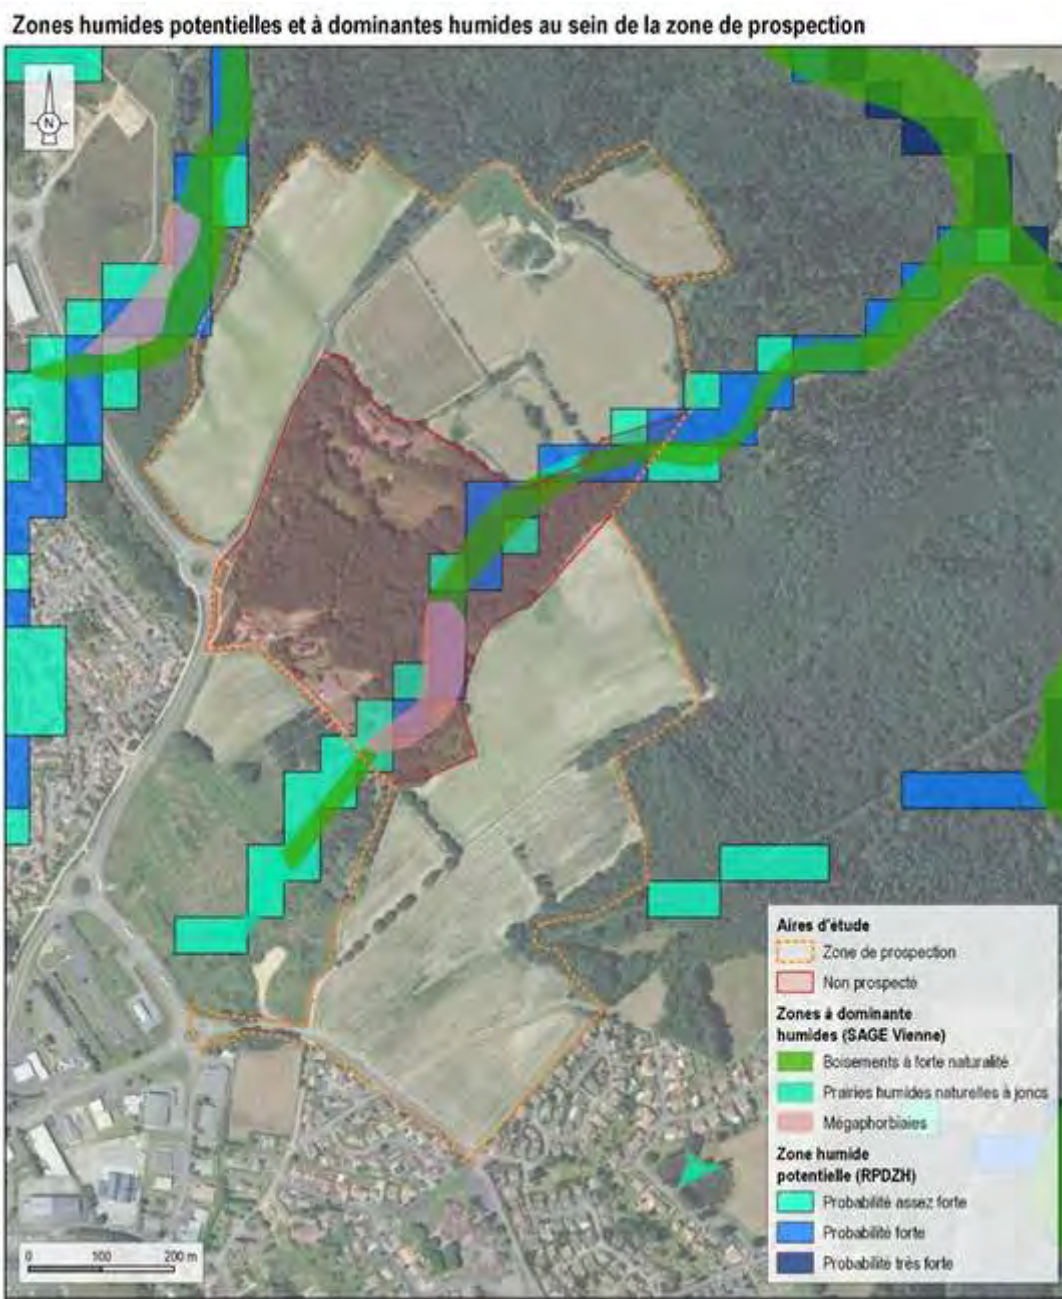 Zones humides potentielles et à dominantes humides au sein de la zone de prospection
N
Aires d'étude
Zone de prospection
Non prospecté
Zones à dominante
humides (SAGE Vienne)
Boisements à forte naturalité
Prairies humides naturelles à joncs
Mégaphorbiaies
Zone humide
potentielle (RPDZH)
Probabilité assez forte
Probabilité forte
Probabilité très forte
0 100 200 m